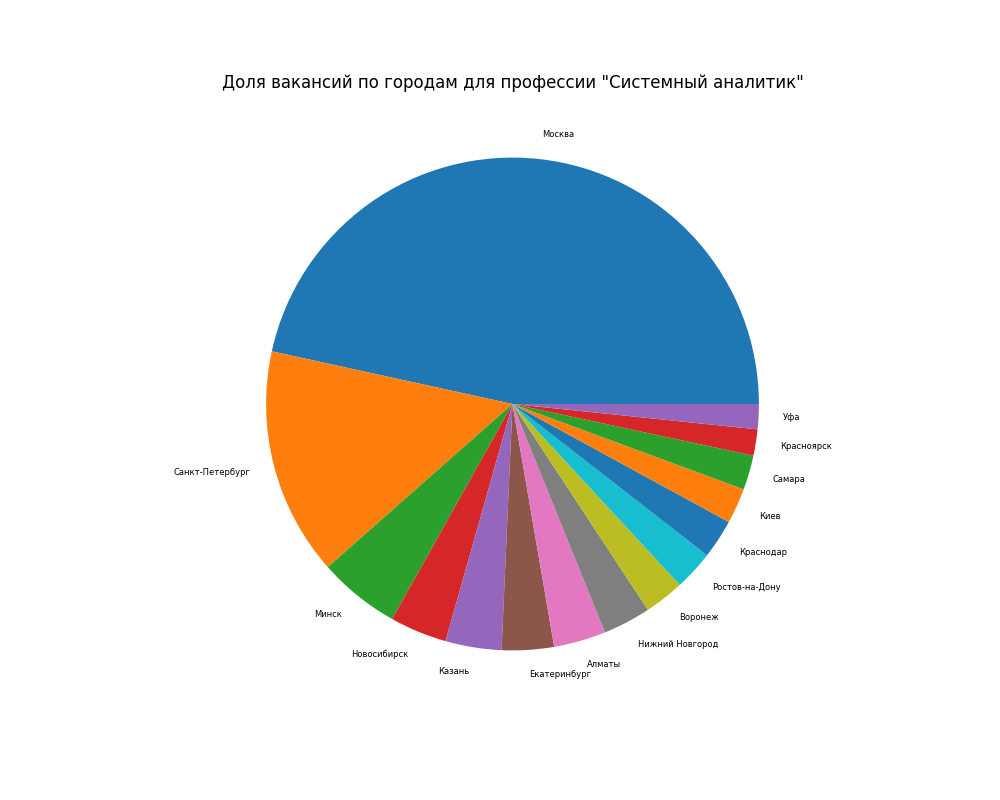 Доля вакансий по городам для профессии "Системный аналитик"
Москва
Санкт-Петербург
Минск
Новосибирск
Казань
Екатеринбург
Алматы
Нижний Новгород
Воронеж
Ростов-на-Дону
Краснодар
Киев
Самара
Красноярск
Уфа